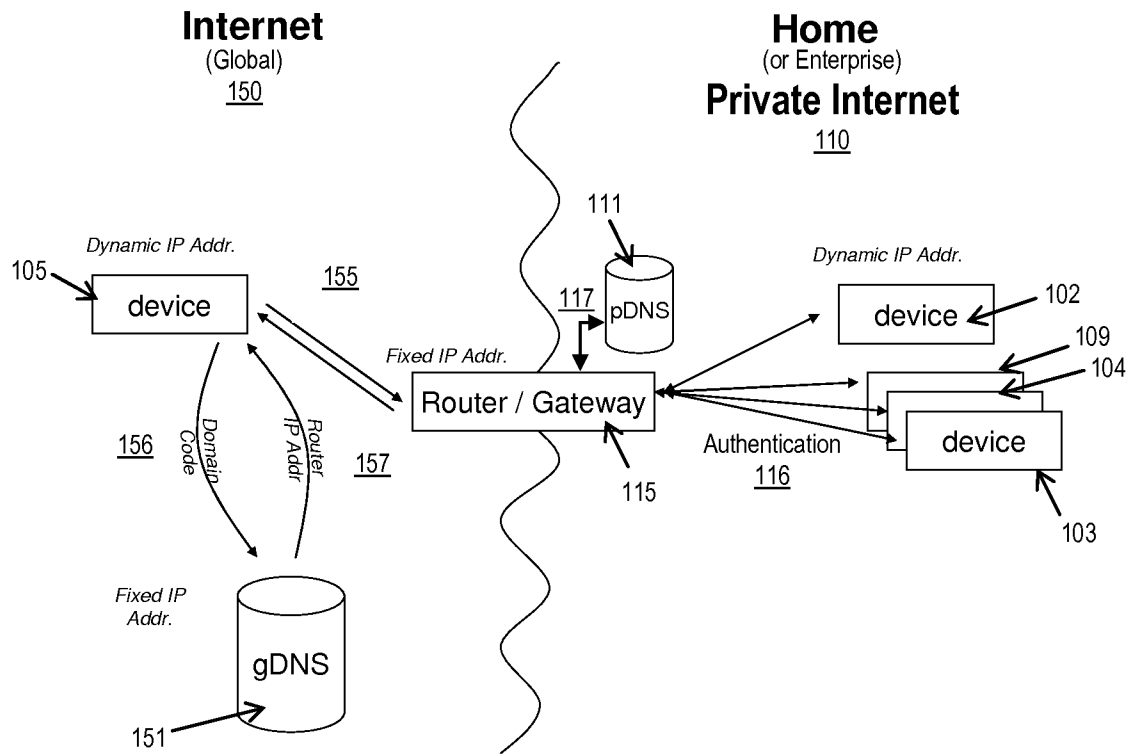 Internet
(Global)
150
Home
(or Enterprise)
Private Internet
110
111
Dynamic IP Addr.
105
device
155
117
pDNS
Dynamic IP Addr.
device
102
109
104
Fixed IP Addr.
Router / Gateway
device
Authentication
116
115
103
156
Domain
Code
Router
IP Addr
157
Fixed IP
Addr.
gDNS
151